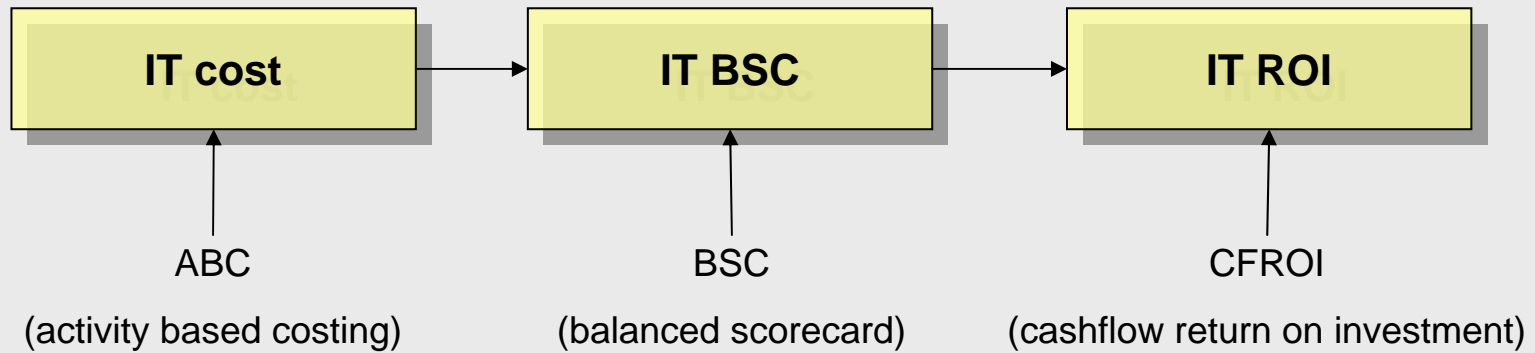 IT cost
IT BSC
IT ROI
ABC
BSC
CFROI
(activity based costing)
(balanced scorecard)
(cashflow return on investment)